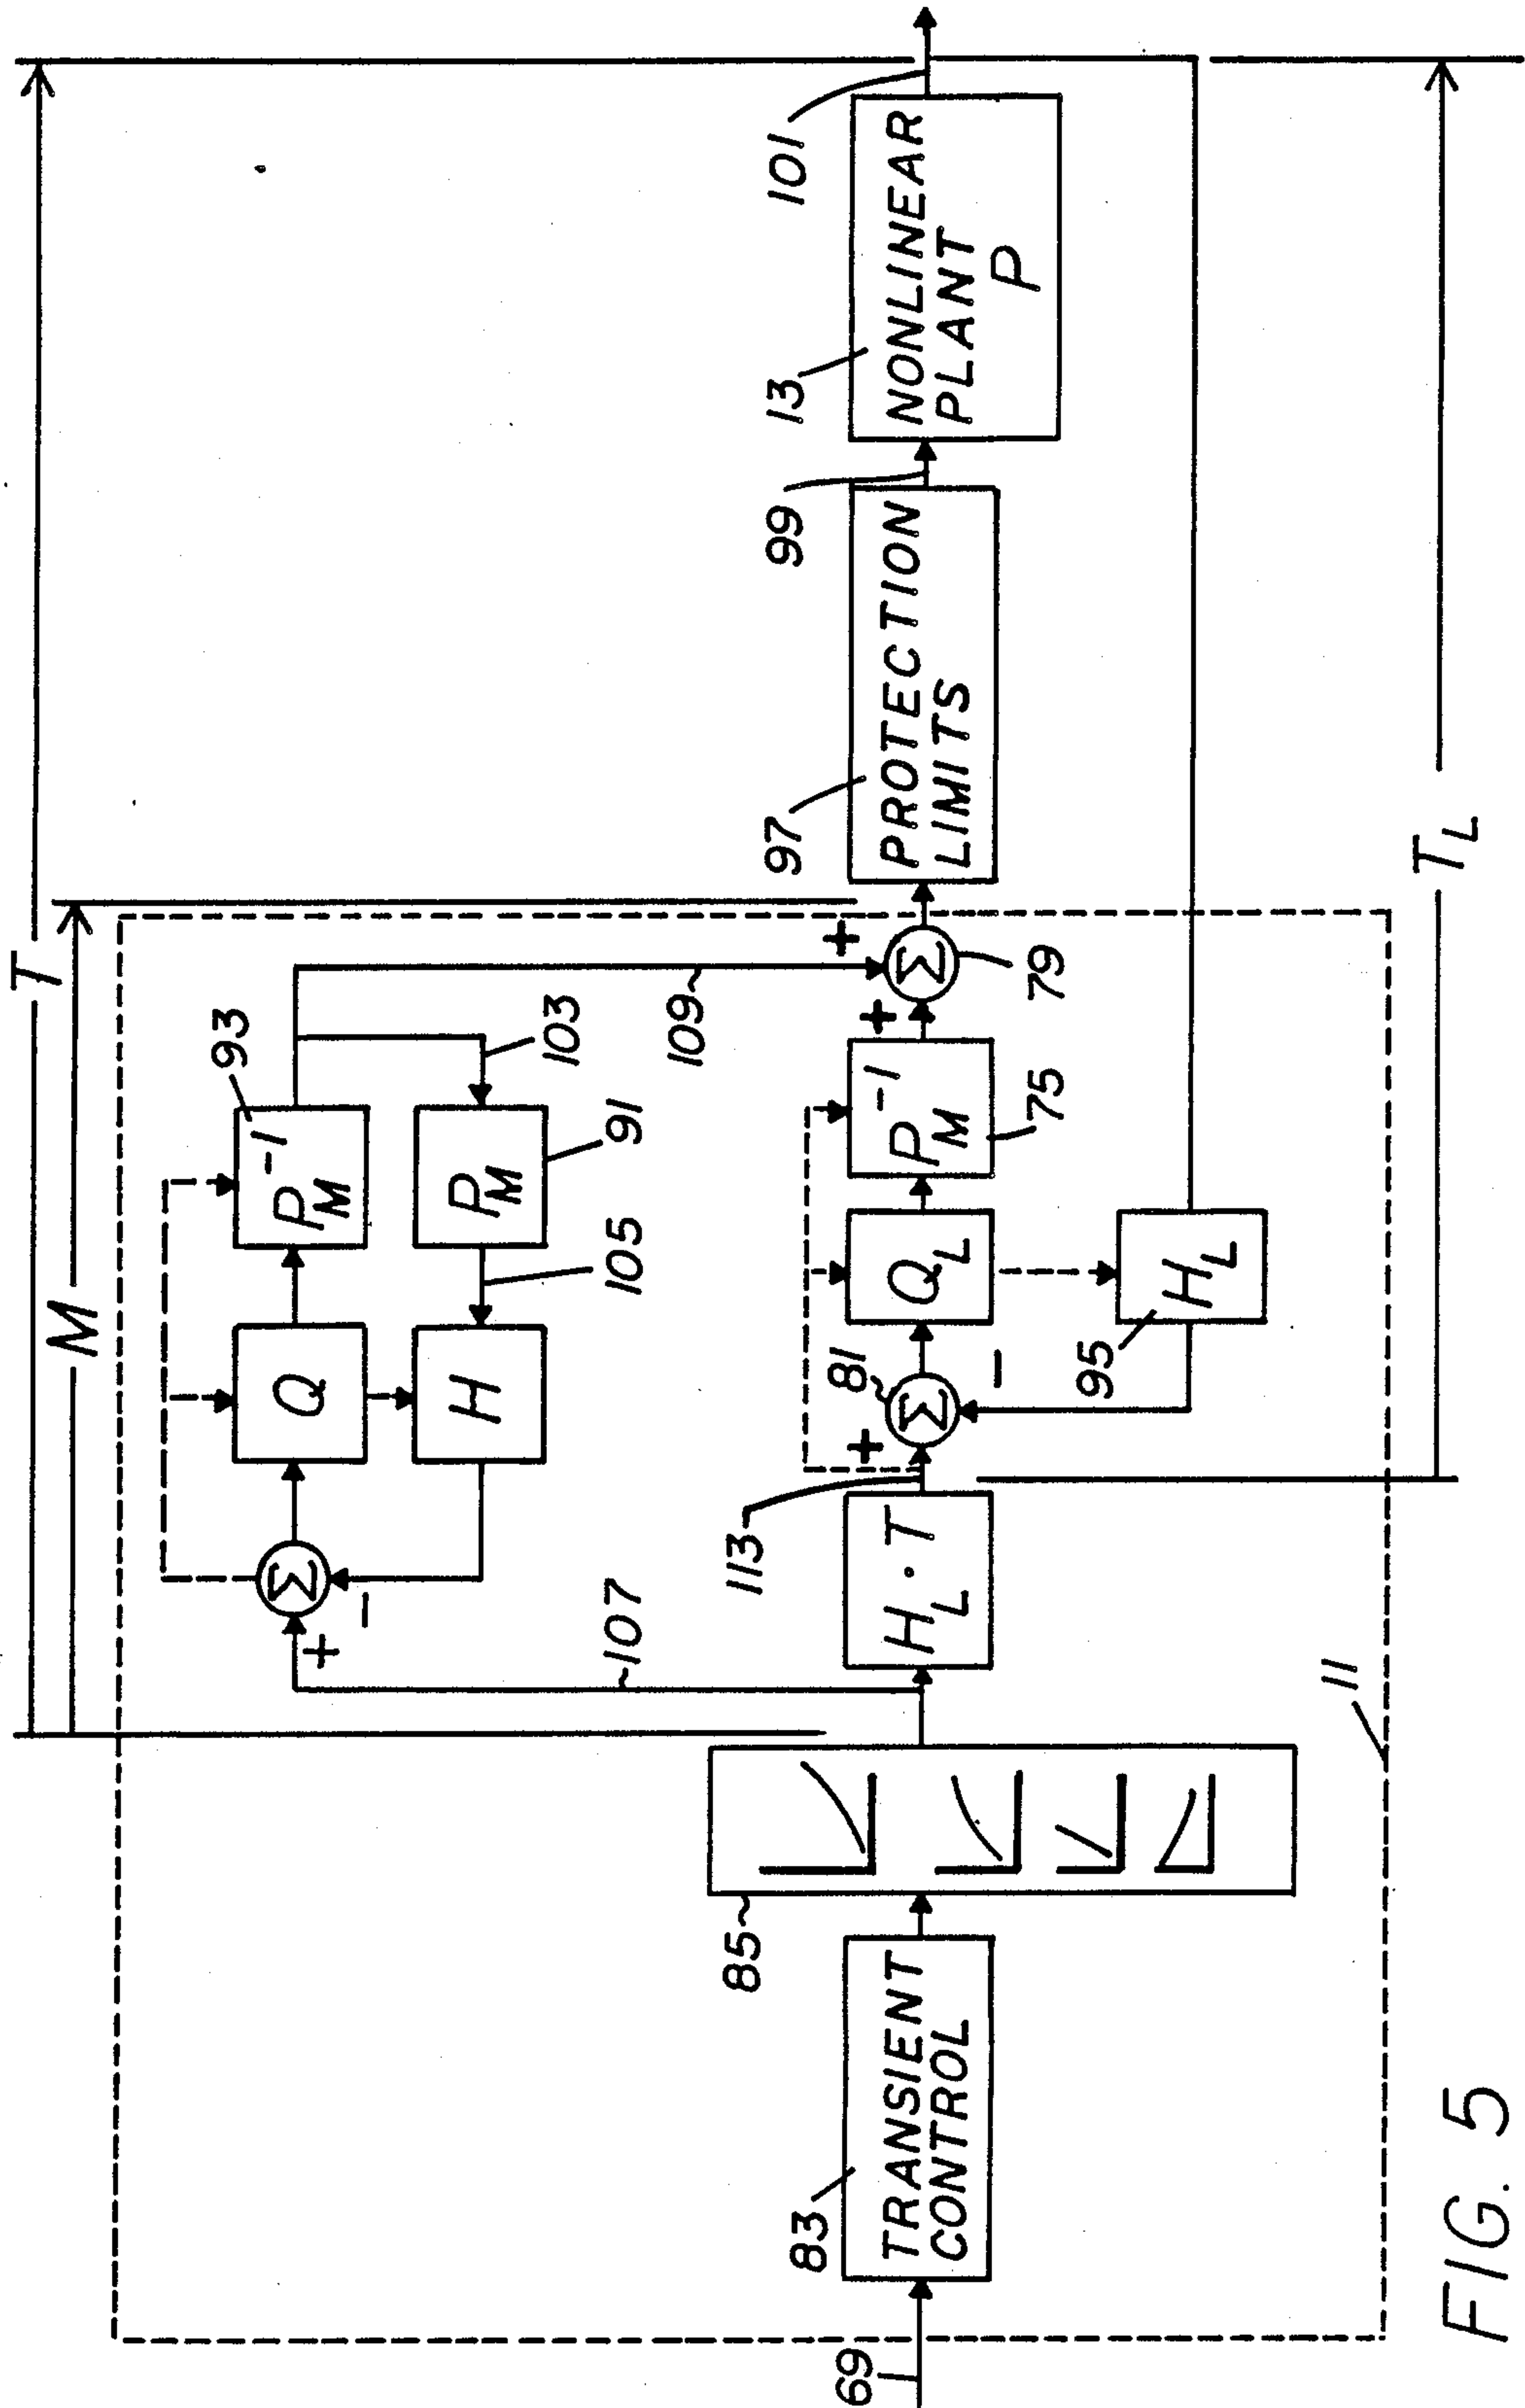 T
M
93
P_M^-1
Q
103
P_M
91
105
H
Σ
+
-
107
109
+
69
83
TRANSIENT
CONTROL
85
H_L · T
113
+
81
Σ
-
Q_L
P_M^-1
75
+
Σ
79
97
PROTECTION
LIMITS
99
13
NONLINEAR
PLANT
P
101
95
H_L
11
T_L
FIG. 5